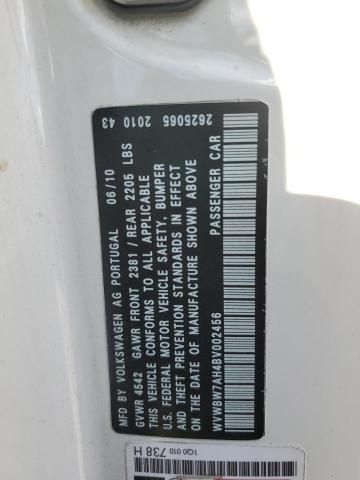 MFD BY VOLKSWAGEN AG PORTUGAL 06/10 2010 43 2625065
GVWR 4542 GAWR FRONT 2381 / REAR 2205 LBS
THIS VEHICLE CONFORMS TO ALL APPLICABLE
U.S. FEDERAL MOTOR VEHICLE SAFETY, BUMPER
AND THEFT PREVENTION STANDARDS IN EFFECT
ON THE DATE OF MANUFACTURE SHOWN ABOVE
WVWBW7AH4BV002456 PASSENGER CAR
1Q0 010 738 H